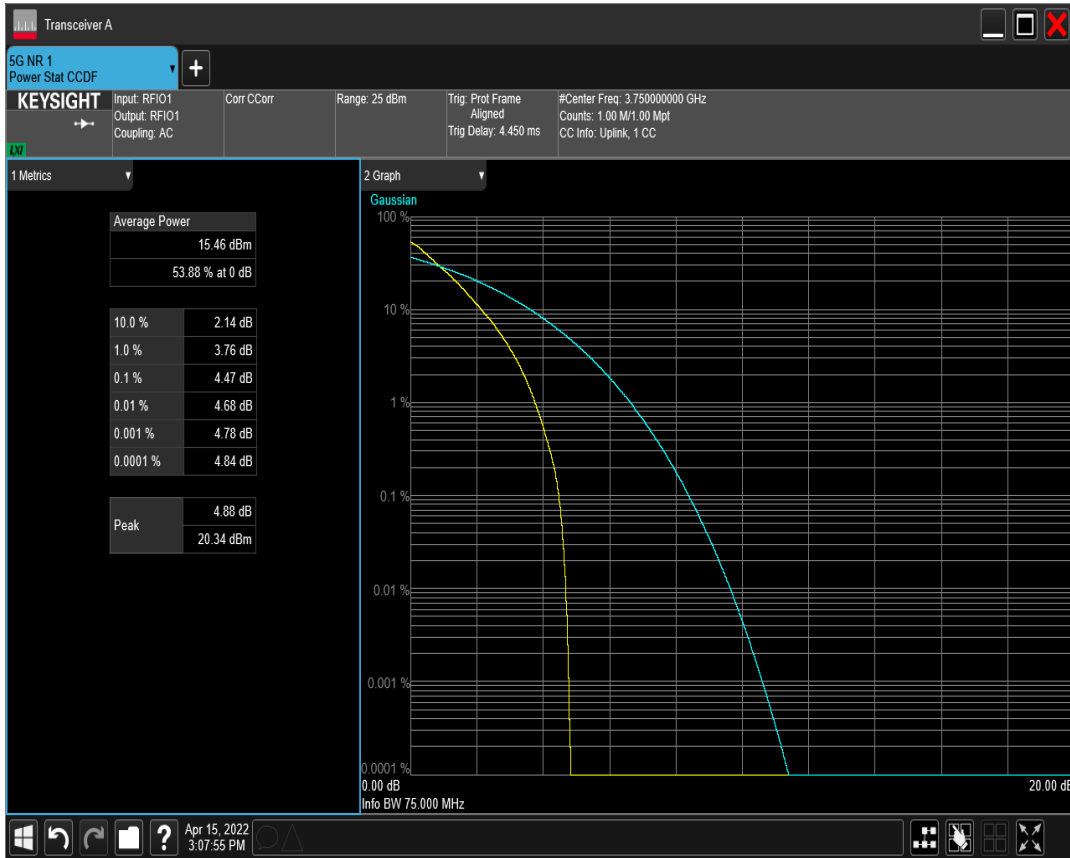 Transceiver A
5G NR 1
Power Stat CCDF
KEYSIGHT
LXI
Input: RFIO1
Output: RFIO1
Coupling: AC
Corr CCorr
Range: 25 dBm
Trig: Prot Frame
Aligned
Trig Delay: 4.450 ms
#Center Freq: 3.750000000 GHz
Counts: 1.00 M/1.00 Mpt
CC Info: Uplink, 1 CC
1 Metrics
Average Power
15.46 dBm
53.88 % at 0 dB
10.0 % 2.14 dB
1.0 % 3.76 dB
0.1 % 4.47 dB
0.01 % 4.68 dB
0.001 % 4.78 dB
0.0001 % 4.84 dB
Peak
4.88 dB
20.34 dBm
2 Graph
Gaussian
100 %
10 %
1 %
0.1 %
0.01 %
0.001 %
0.0001 %
0.00 dB 20.00 dB
Info BW 75.000 MHz
? Apr 15, 2022
3:07:55 PM